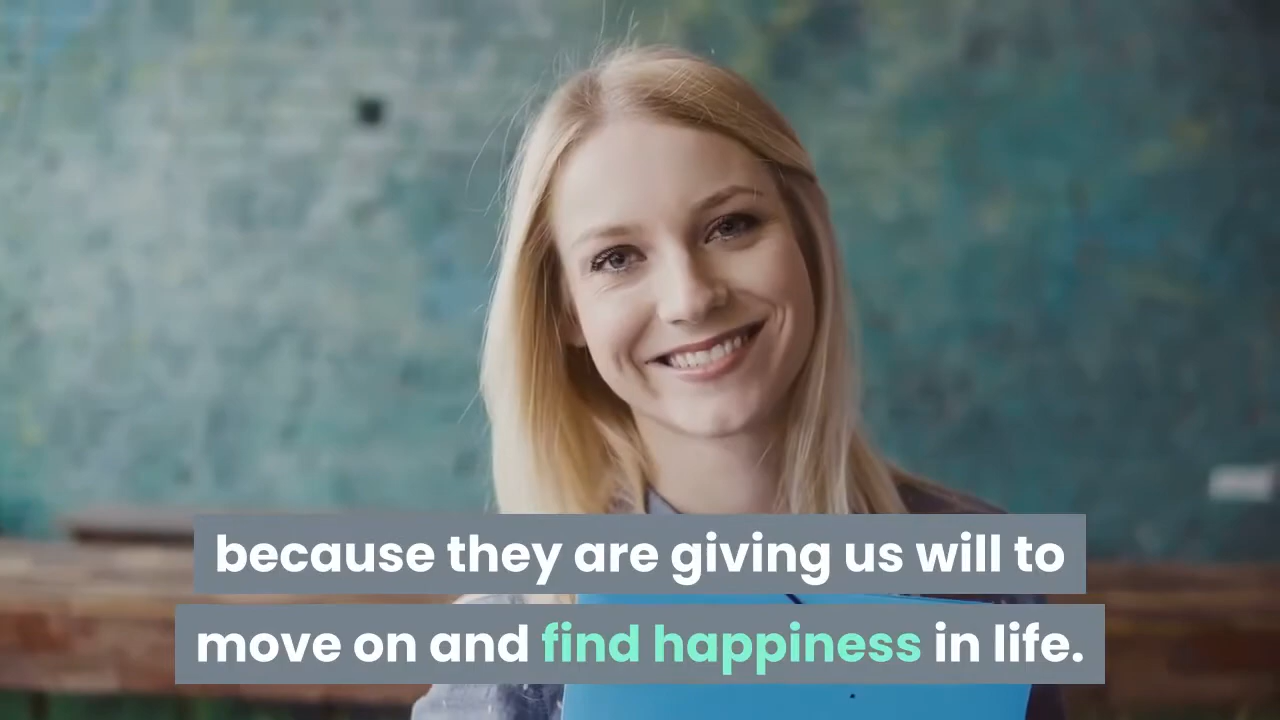 because they are giving us will to
move on and find happiness in life.